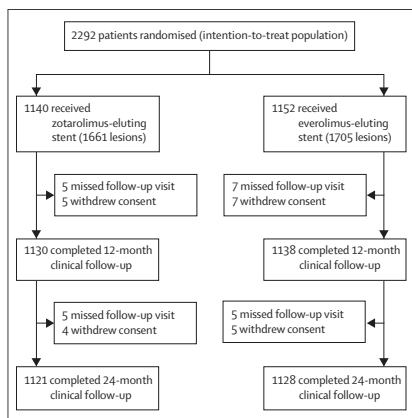 2292 patients randomised (intention-to-treat population)
1140 received
zotarolimus-eluting
stent (1661 lesions)
1152 received
everolimus-eluting
stent (1705 lesions)
5 missed follow-up visit
5 withdrew consent
7 missed follow-up visit
7 withdrew consent
1130 completed 12-month
clinical follow-up
1138 completed 12-month
clinical follow-up
5 missed follow-up visit
4 withdrew consent
5 missed follow-up visit
5 withdrew consent
1121 completed 24-month
clinical follow-up
1128 completed 24-month
clinical follow-up